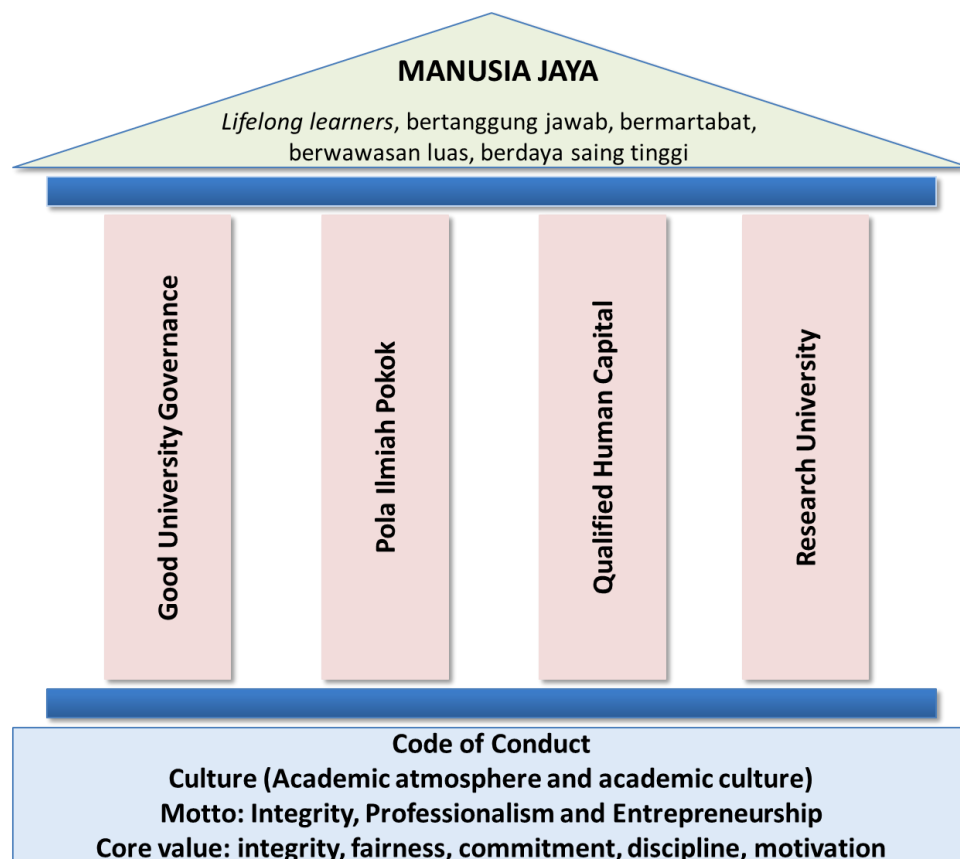 MANUSIA JAYA
Lifelong learners, bertanggung jawab, bermartabat,
berwawasan luas, berdaya saing tinggi
Good University Governance
Pola Ilmiah Pokok
Qualified Human Capital
Research University
Code of Conduct
Culture (Academic atmosphere and academic culture)
Motto: Integrity, Professionalism and Entrepreneurship
Core value: integrity, fairness, commitment, discipline, motivation